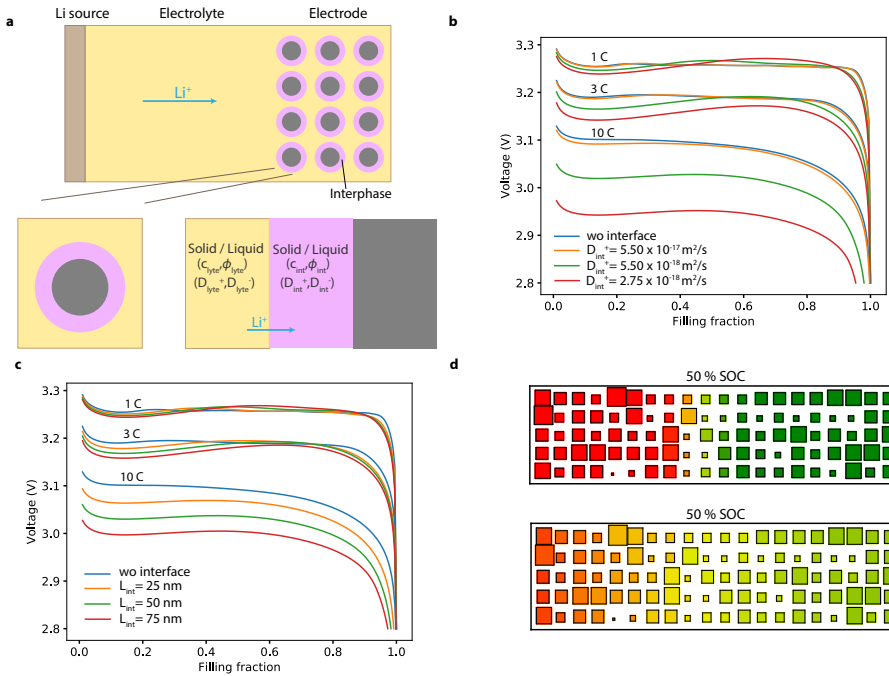 a
Li source
Electrolyte
Electrode
Li⁺
Interphase
Solid / Liquid
(c_lyte,ϕ_lyte)
(D_lyte⁺,D_lyte⁻)
Solid / Liquid
(c_int,ϕ_int)
(D_int⁺,D_int⁻)
Li⁺
b
3.3
3.2
3.1
3.0
2.9
2.8
Voltage (V)
1 C
3 C
10 C
wo interface
D_int⁺= 5.50 x 10⁻¹⁷ m²/s
D_int⁺= 5.50 x 10⁻¹⁸ m²/s
D_int⁺= 2.75 x 10⁻¹⁸ m²/s
0.0 0.2 0.4 0.6 0.8 1.0
Filling fraction
c
3.3
3.2
3.1
3.0
2.9
2.8
Voltage (V)
1 C
3 C
10 C
wo interface
L_int= 25 nm
L_int= 50 nm
L_int= 75 nm
0.0 0.2 0.4 0.6 0.8 1.0
Filling fraction
d
50 % SOC
50 % SOC